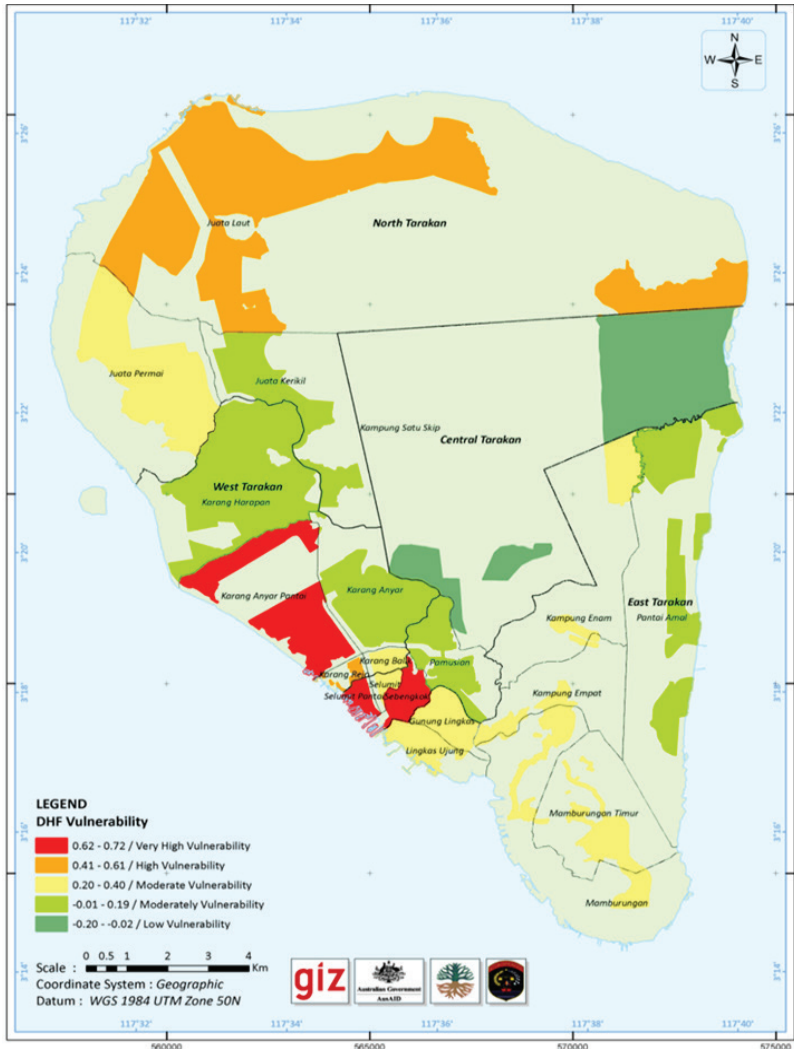 117°32' 117°34' 117°36' 117°38' 117°40'
N
W E
S
3°26'
3°26'
Juata Laut
North Tarakan
3°24'
3°24'
Juata Permai
Juata Kerikil
3°22'
3°22'
Kampung Satu Skip
Central Tarakan
West Tarakan
Karang Harapan
3°20'
3°20'
Karang Anyar Pantai
Karang Anyar
East Tarakan
Pantai Amal
Kampung Enam
Karang Balik
Pamusian
Karang Rejo
Selumit
3°18'
3°18'
Selumit Pantai
Sebengkok
Kampung Empat
Gunung Lingkas
Lingkas Ujung
LEGEND
DHF Vulnerability
Mamburungan Timur
3°16'
3°16'
0.62 - 0.72 / Very High Vulnerability
0.41 - 0.61 / High Vulnerability
0.20 - 0.40 / Moderate Vulnerability
-0.01 - 0.19 / Moderately Vulnerability
-0.20 - -0.02 / Low Vulnerability
Mamburungan
Scale : 0 0.5 1 2 3 4 Km
Coordinate System : Geographic
Datum : WGS 1984 UTM Zone 50N
giz
Australian Government
AusAID
3°14'
3°14'
117°32' 117°34' 117°36' 117°38' 117°40'
560000 565000 570000 575000